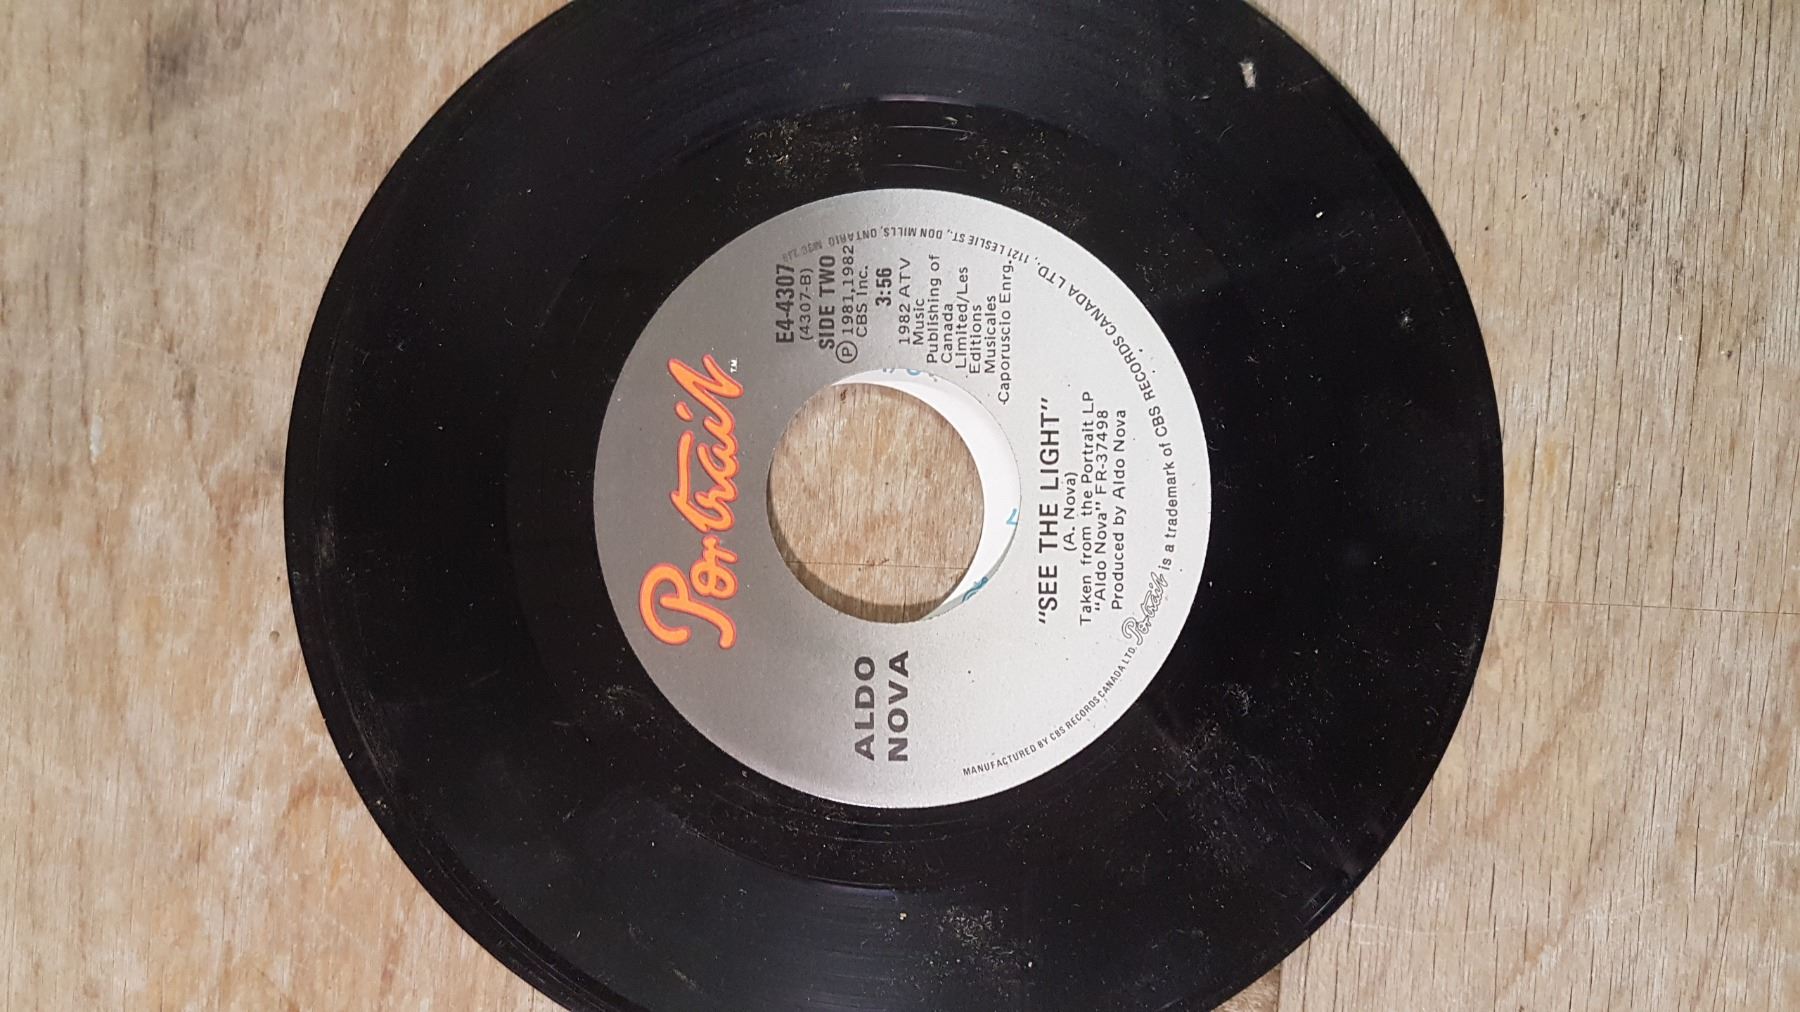 Portrait™
E4-4307
(4307-B)
SIDE TWO
Ⓟ 1981,1982
CBS Inc.
3:56
1982 ATV
Music
Publishing of
Canada
Limited/Les
Editions
Musicales
Caporuscio Enrg.
ALDO
NOVA
"SEE THE LIGHT"
(A. Nova)
Taken from the Portrait LP
"Aldo Nova" FR-37498
Produced by Aldo Nova
MANUFACTURED BY CBS RECORDS CANADA LTD. Portrait is a trademark of CBS RECORDS CANADA LTD., 1121 LESLIE ST., DON MILLS, ONTARIO